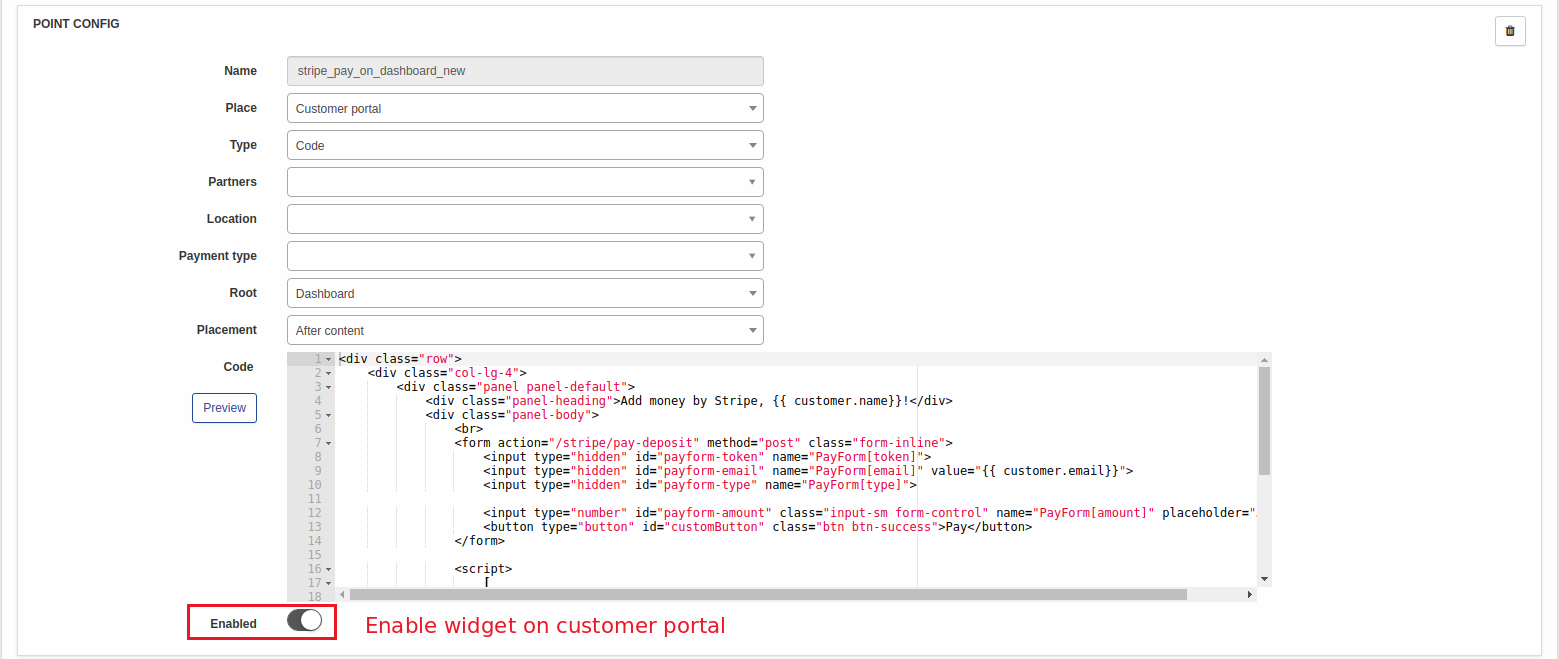 POINT CONFIG
Name stripe_pay_on_dashboard_new
Place Customer portal
Type Code
Partners
Location
Payment type
Root Dashboard
Placement After content
Code
Preview
1 <div class="row">
2 <div class="col-lg-4">
3 <div class="panel panel-default">
4 <div class="panel-heading">Add money by Stripe, {{ customer.name}}!</div>
5 <div class="panel-body">
6 <br>
7 <form action="/stripe/pay-deposit" method="post" class="form-inline">
8 <input type="hidden" id="payform-token" name="PayForm[token]">
9 <input type="hidden" id="payform-email" name="PayForm[email]" value="{{ customer.email}}">
10 <input type="hidden" id="payform-type" name="PayForm[type]">
11
12 <input type="number" id="payform-amount" class="input-sm form-control" name="PayForm[amount]" placeholder="
13 <button type="button" id="customButton" class="btn btn-success">Pay</button>
14 </form>
15
16 <script>
17
18
Enabled
Enable widget on customer portal